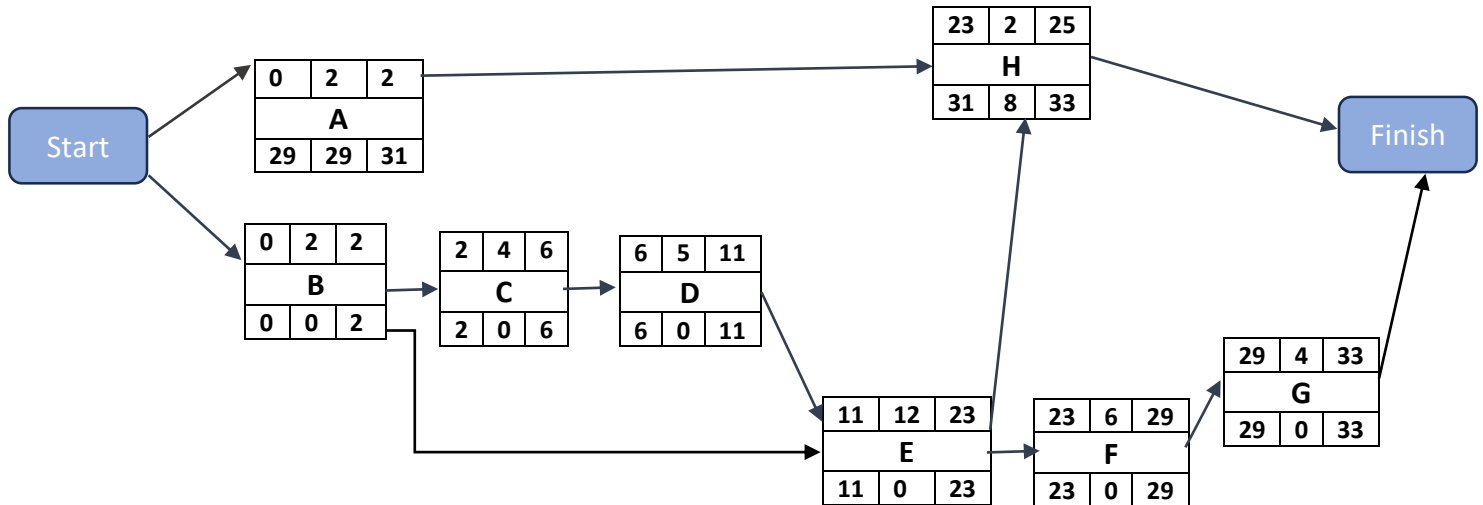 Start
0 2 2
A
29 29 31
23 2 25
H
31 8 33
Finish
0 2 2
B
0 0 2
2 4 6
C
2 0 6
6 5 11
D
6 0 11
11 12 23
E
11 0 23
23 6 29
F
23 0 29
29 4 33
G
29 0 33